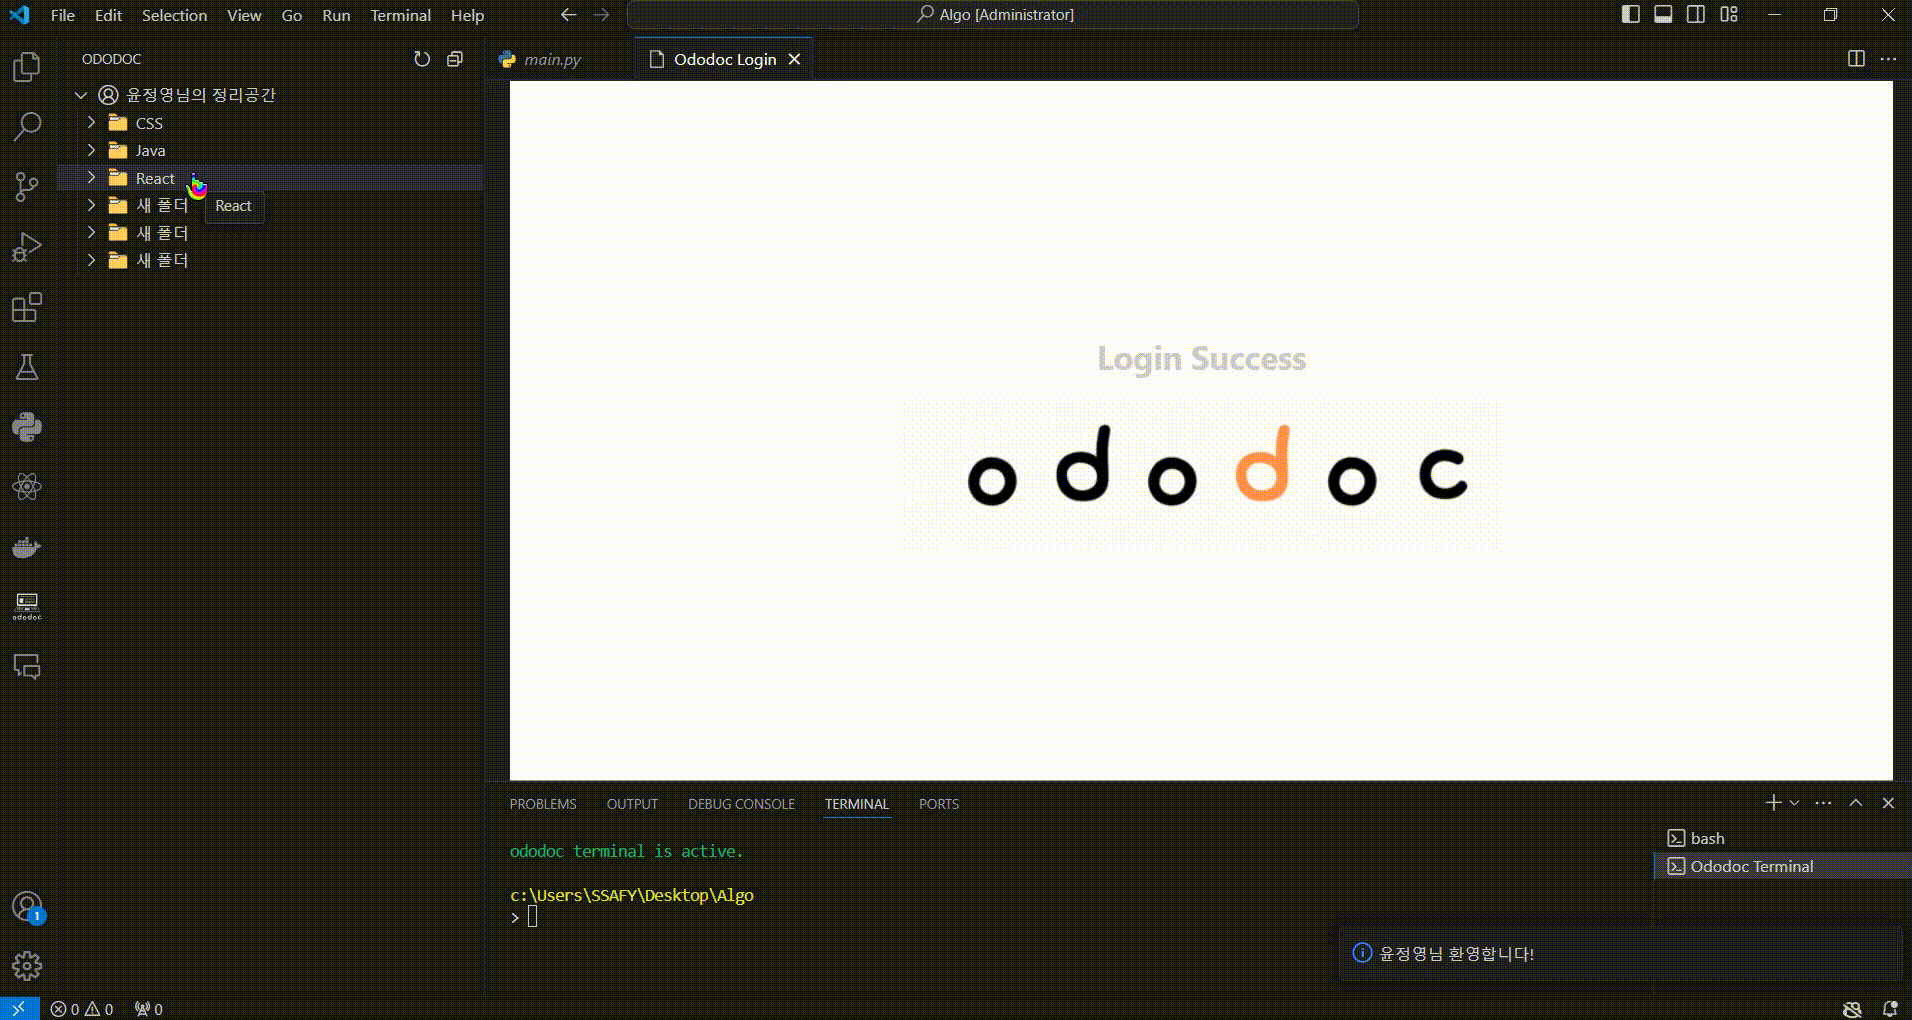 File Edit Selection View Go Run Terminal Help
Algo [Administrator]
ODODOC
main.py
Ododoc Login
윤정영님의 정리공간
CSS
Java
React
새 폴더
React
새 폴더
새 폴더
Login Success
ododoc
ododoc
PROBLEMS OUTPUT DEBUG CONSOLE TERMINAL PORTS
ododoc terminal is active.
c:\Users\SSAFY\Desktop\Algo
>
bash
Ododoc Terminal
윤정영님 환영합니다!
1
0 0 0